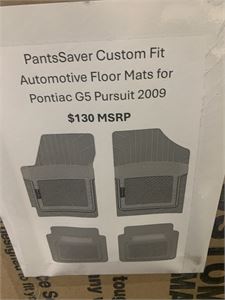 PantsSaver Custom Fit
Automotive Floor Mats for
Pontiac G5 Pursuit 2009
$130 MSRP